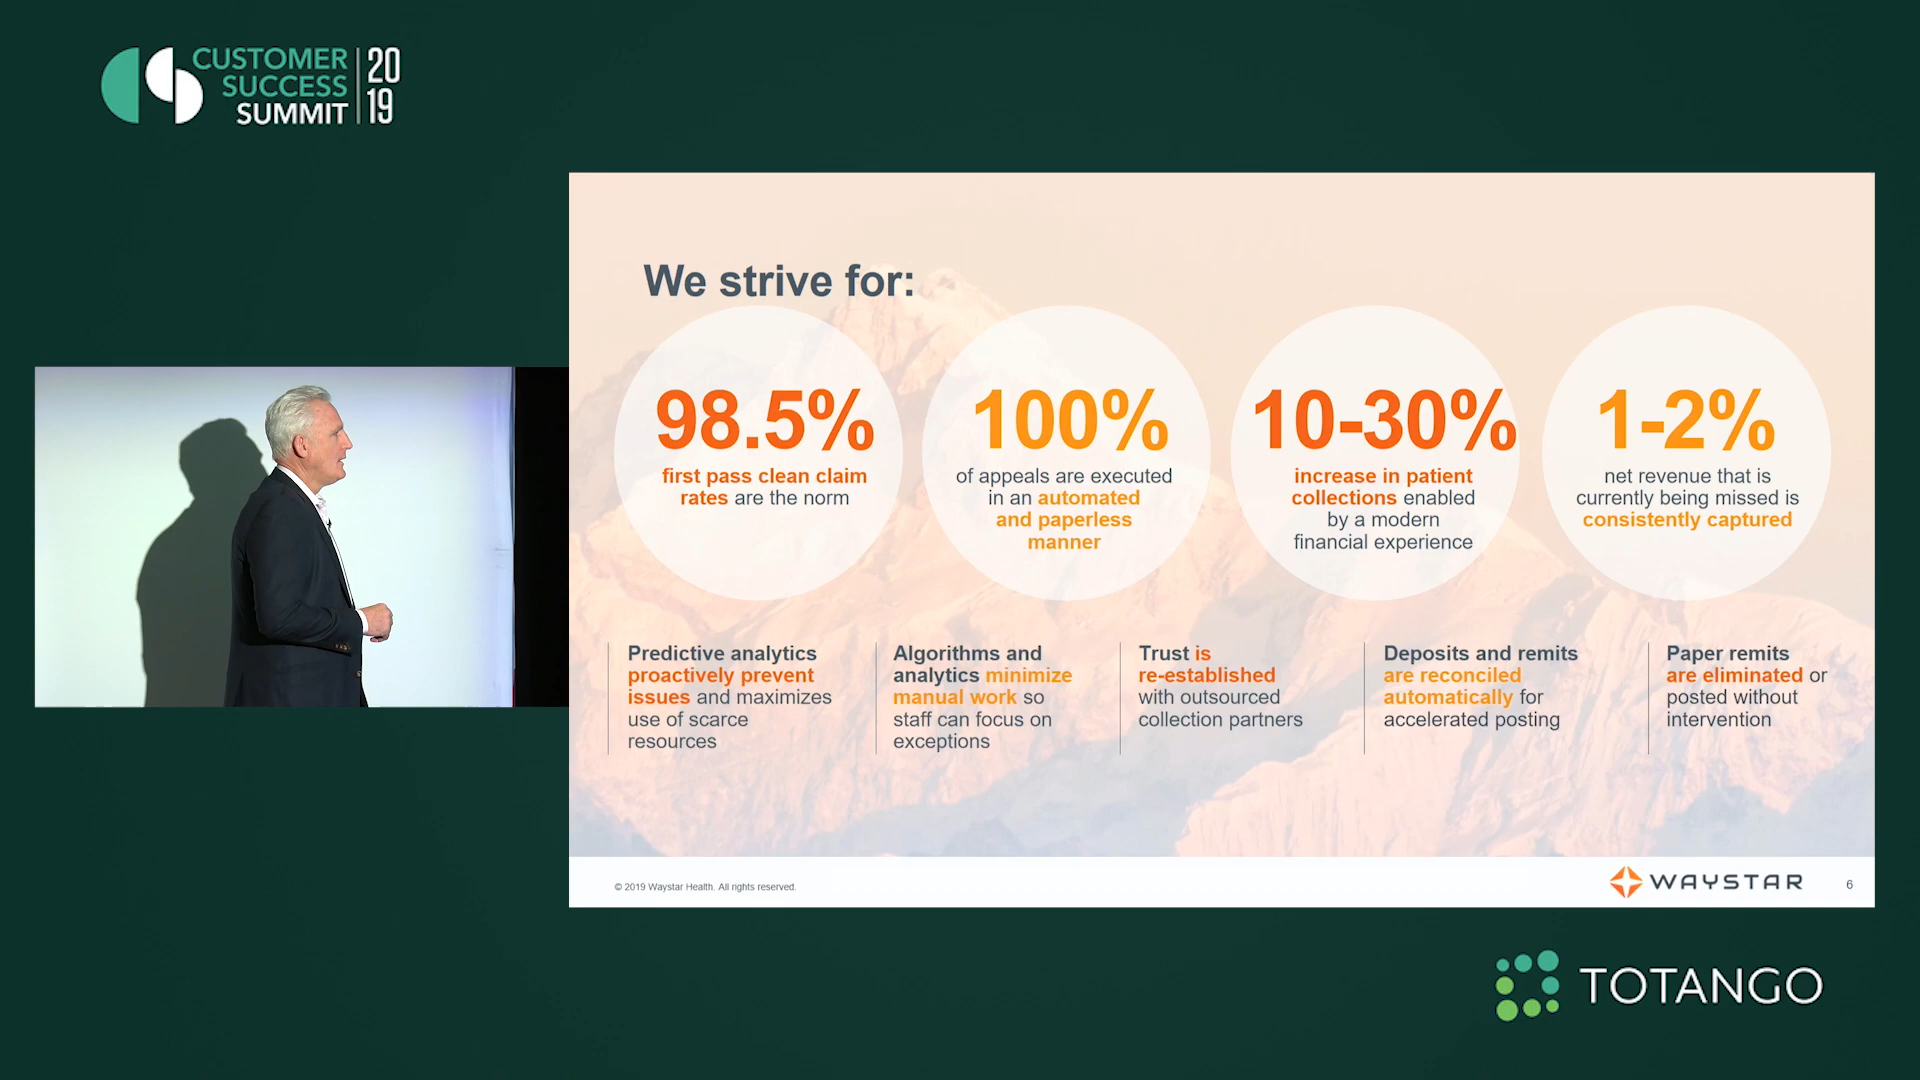 CUSTOMER
SUCCESS
SUMMIT
20
19
We strive for:
98.5%
first pass clean claim
rates are the norm
100%
of appeals are executed
in an automated
and paperless
manner
10-30%
increase in patient
collections enabled
by a modern
financial experience
1-2%
net revenue that is
currently being missed is
consistently captured
Predictive analytics
proactively prevent
issues and maximizes
use of scarce
resources
Algorithms and
analytics minimize
manual work so
staff can focus on
exceptions
Trust is
re-established
with outsourced
collection partners
Deposits and remits
are reconciled
automatically for
accelerated posting
Paper remits
are eliminated or
posted without
intervention
© 2019 Waystar Health. All rights reserved.
WAYSTAR
6
TOTANGO